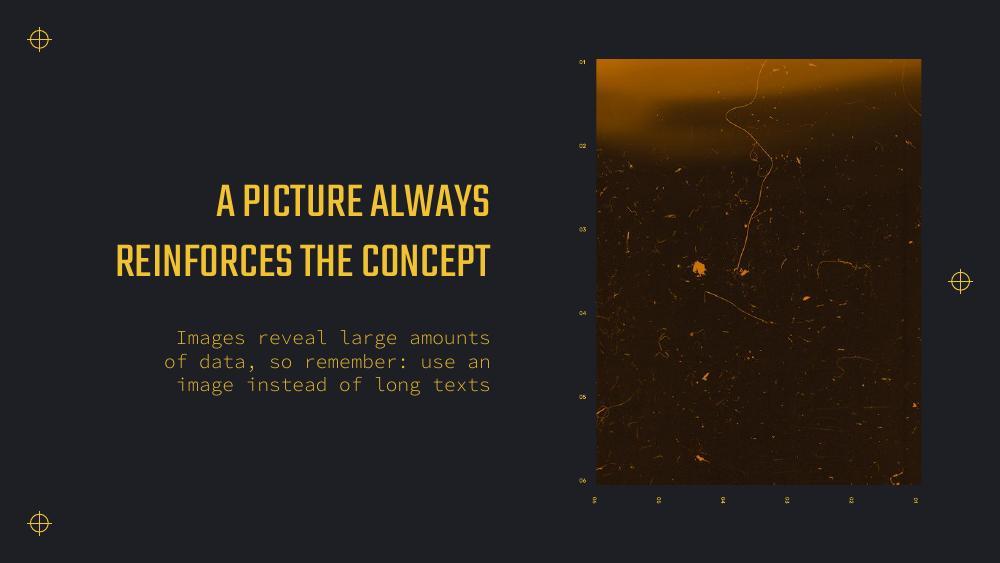 A PICTURE ALWAYS
REINFORCES THE CONCEPT
Images reveal large amounts
of data, so remember: use an
image instead of long texts
01
02
03
04
05
06
06
05
04
03
02
01